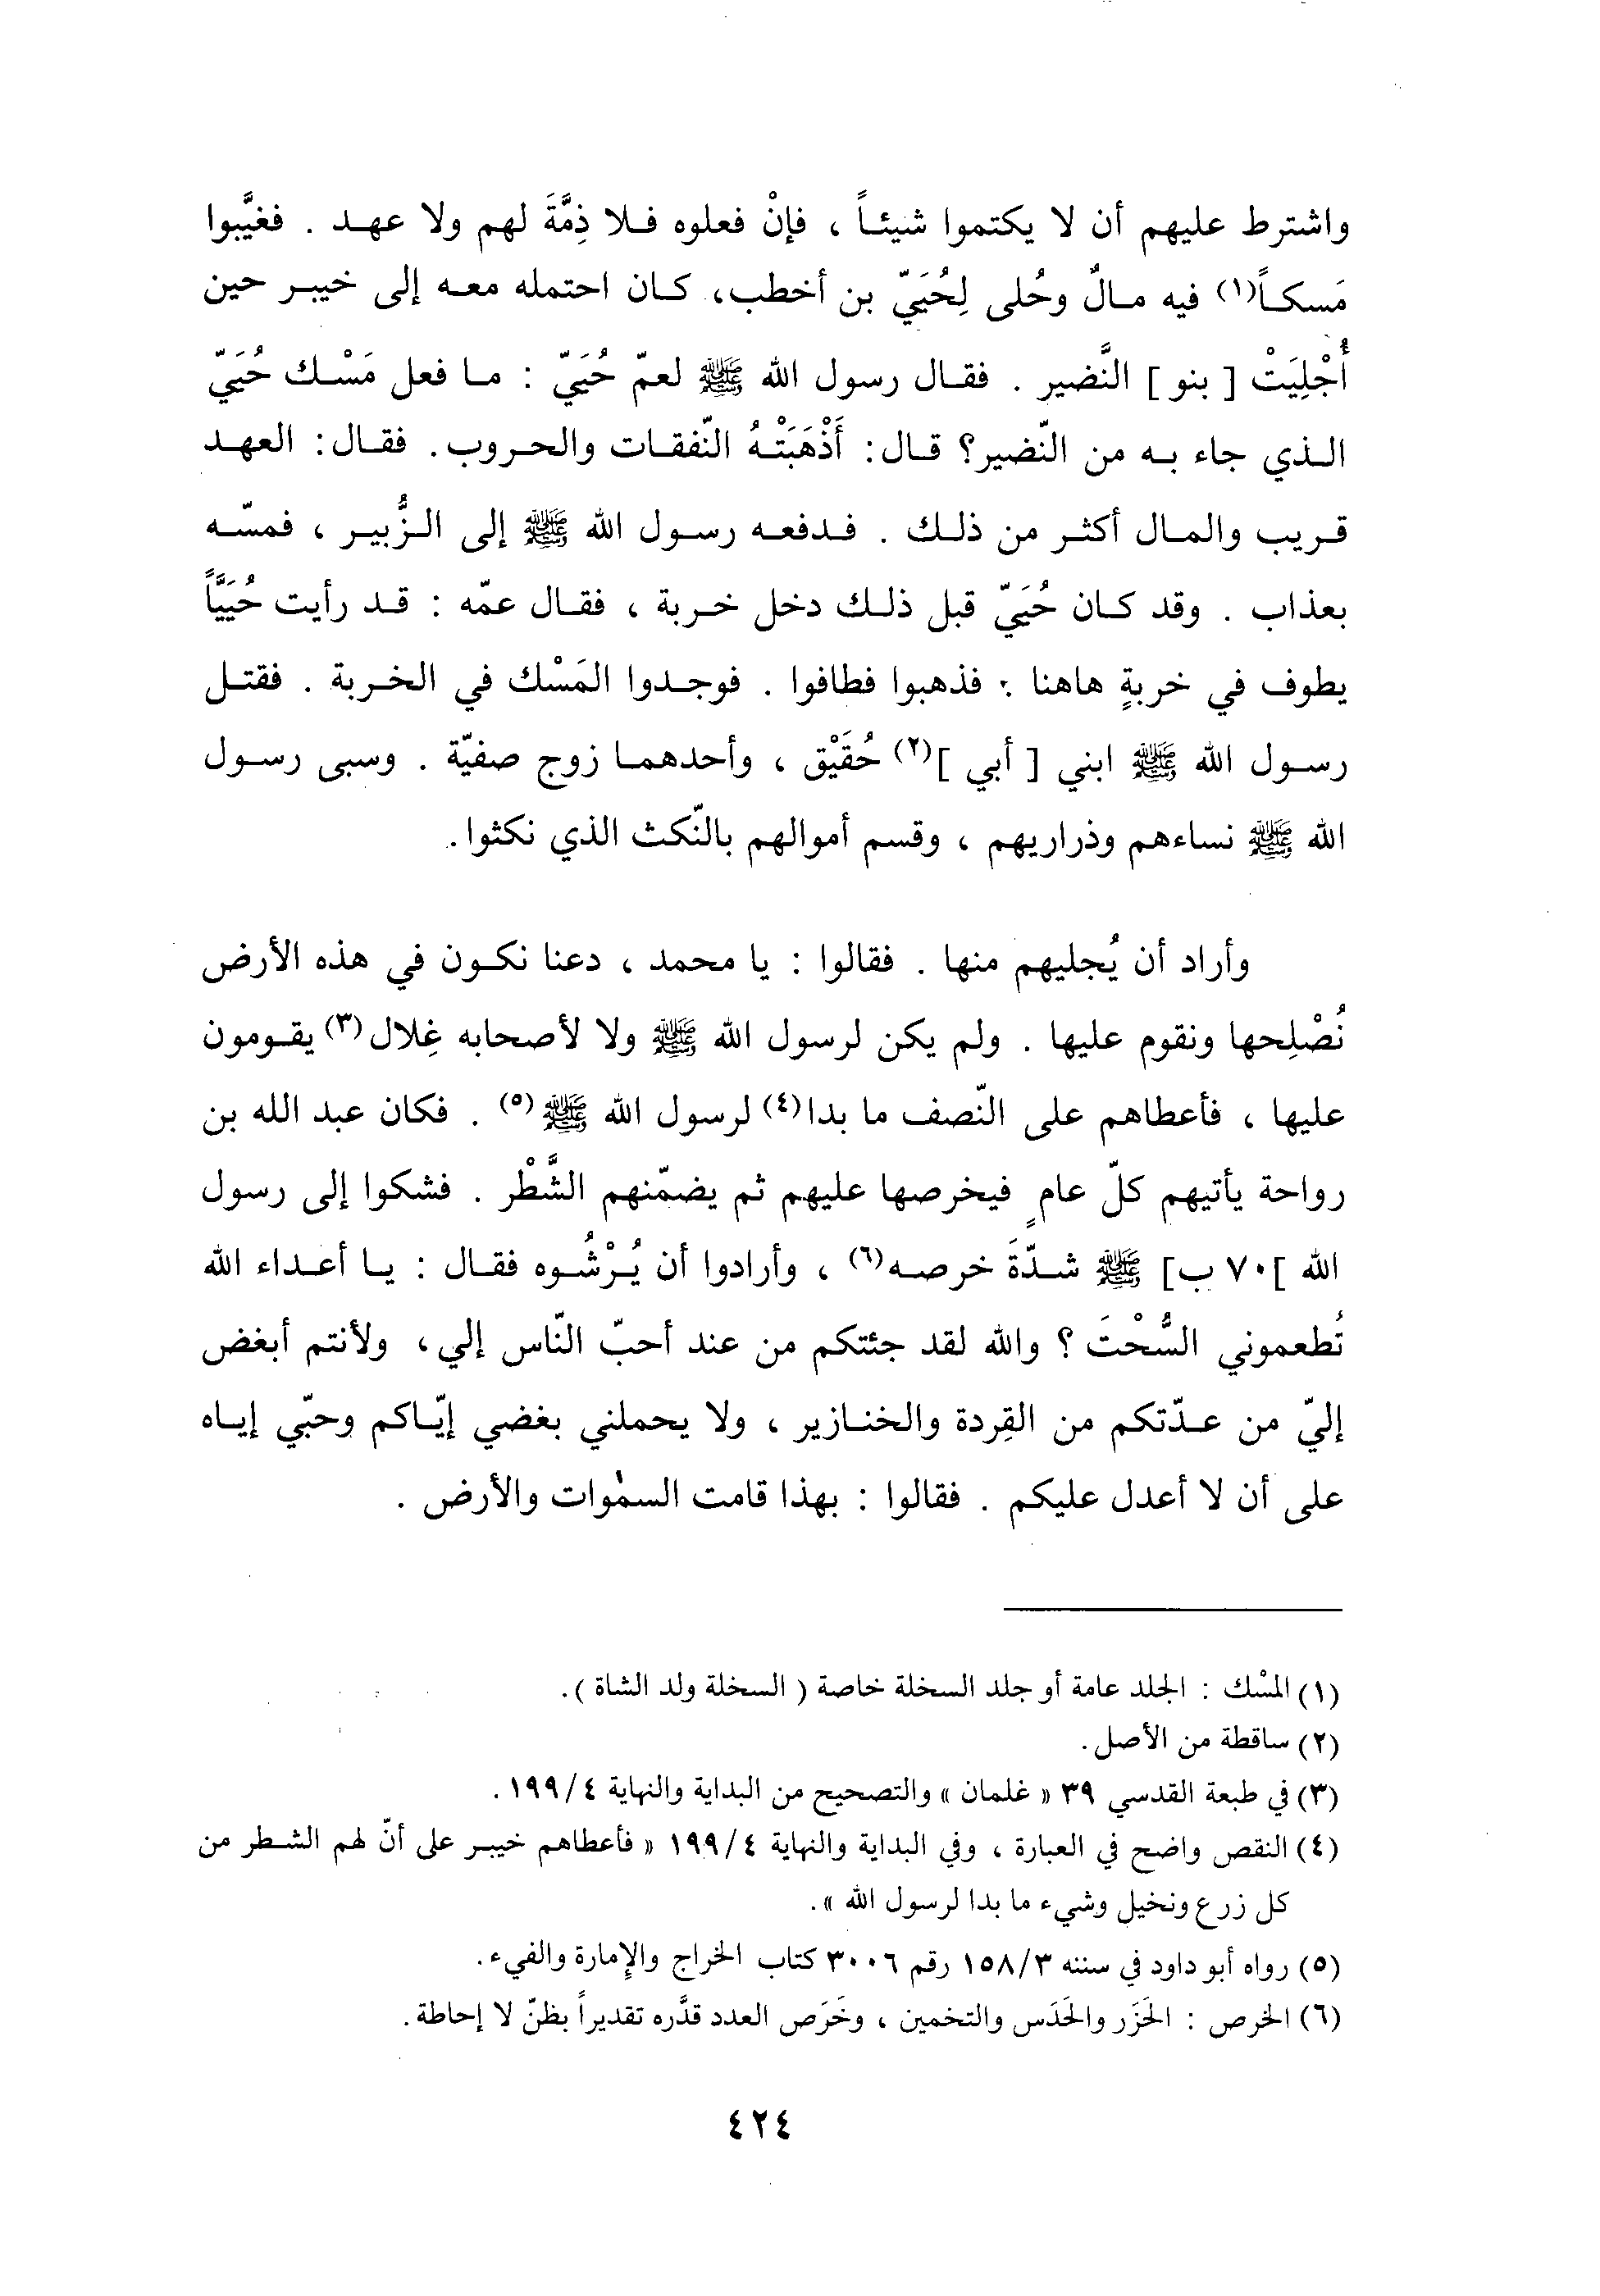 واشترط عليهم أن لا يكتموا شيئاً ، فإنْ فعلوه فلا ذِمَّةَ لهم ولا عهد . فغيَّبوا
مَسكاً(١) فيه مالٌ وحُلى لِحُيَيّ بن أخطب، كان احتمله معه إلى خيبر حين
أُجْلِيَتْ [ بنو ] النَّضير . فقال رسول الله ﷺ لعمّ حُيَيّ : ما فعل مَسْك حُيَيّ
الذي جاء به من النّضير؟ قال: أَذْهَبَتْهُ النّفقات والحروب. فقال: العهد
قريب والمال أكثر من ذلك . فدفعه رسول الله ﷺ إلى الزُّبير ، فمسّه
بعذاب . وقد كان حُيَيّ قبل ذلك دخل خربة ، فقال عمّه : قد رأيت حُيَيَّاً
يطوف في خربةٍ هاهنا . فذهبوا فطافوا . فوجدوا المَسْك في الخربة . فقتل
رسول الله ﷺ ابني [ أبي ](٢) حُقَيْق ، وأحدهما زوج صفيّة . وسبى رسول
الله ﷺ نساءهم وذراريهم ، وقسم أموالهم بالنّكث الذي نكثوا.
وأراد أن يُجليهم منها . فقالوا : يا محمد ، دعنا نكون في هذه الأرض
نُصْلِحها ونقوم عليها . ولم يكن لرسول الله ﷺ ولا لأصحابه غِلال(٣) يقومون
عليها ، فأعطاهم على النّصف ما بدا(٤) لرسول الله ﷺ(٥) . فكان عبد الله بن
رواحة يأتيهم كلّ عامٍ فيخرصها عليهم ثم يضمّنهم الشَّطْر . فشكوا إلى رسول
الله [٧٠ ب] ﷺ شدّةَ خرصه(٦) ، وأرادوا أن يُرْشُوه فقال : يا أعداء الله
تُطعموني السُّحْتَ ؟ والله لقد جئتكم من عند أحبّ النّاس إلي، ولأنتم أبغض
إليّ من عدّتكم من القِردة والخنازير ، ولا يحملني بغضي إيّاكم وحبّي إياه
على أن لا أعدل عليكم . فقالوا : بهذا قامت السمٰوات والأرض .
(١) المسْك : الجلد عامة أو جلد السخلة خاصة ( السخلة ولد الشاة ).
(٢) ساقطة من الأصل.
(٣) في طبعة القدسي ٣٩ « غلمان » والتصحيح من البداية والنهاية ١٩٩/٤ .
(٤) النقص واضح في العبارة ، وفي البداية والنهاية ١٩٩/٤ « فأعطاهم خيبر على أنّ لهم الشطر من
كل زرع ونخيل وشيء ما بدا لرسول الله ».
(٥) رواه أبو داود في سننه ١٥٨/٣ رقم ٣٠٠٦ كتاب الخراج والإمارة والفيء.
(٦) الخرص : الحَزَر والحَدَس والتخمين ، وخَرَص العدد قدَّره تقديراً بظنّ لا إحاطة.
٤٢٤